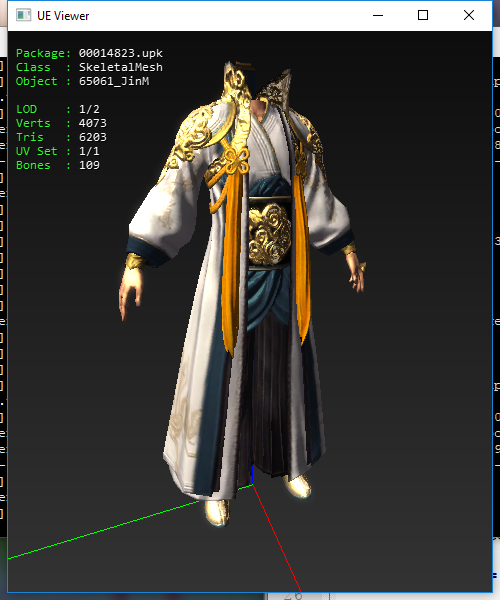 UE Viewer
Package: 00014823.upk
Class : SkeletalMesh
Object : 65061_JinM
LOD : 1/2
Verts : 4073
Tris : 6203
UV Set : 1/1
Bones : 109